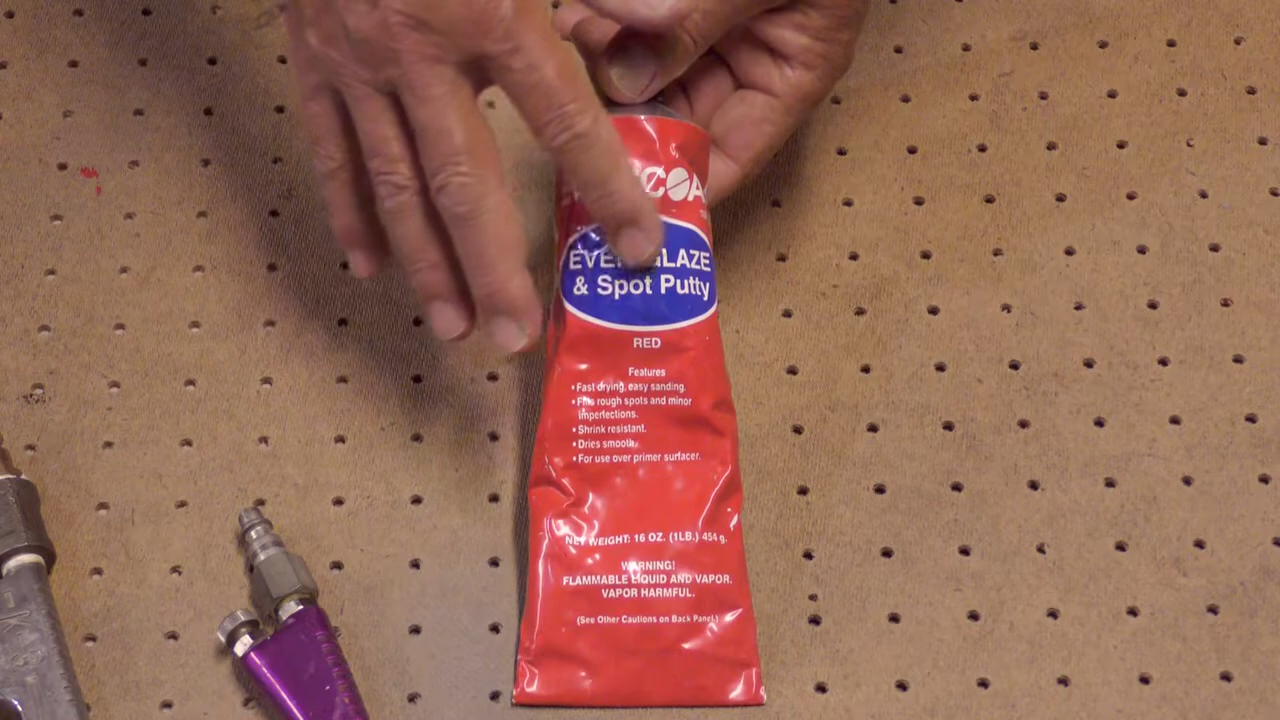 EVER GLAZE
& Spot Putty
RED
Features
• Fast drying, easy sanding.
• Fills rough spots and minor
imperfections.
• Shrink resistant.
• Dries smooth.
• For use over primer surfacer.
NET WEIGHT: 16 OZ. (1LB.) 454 g.
WARNING!
FLAMMABLE LIQUID AND VAPOR.
VAPOR HARMFUL.
(See Other Cautions on Back Panel.)